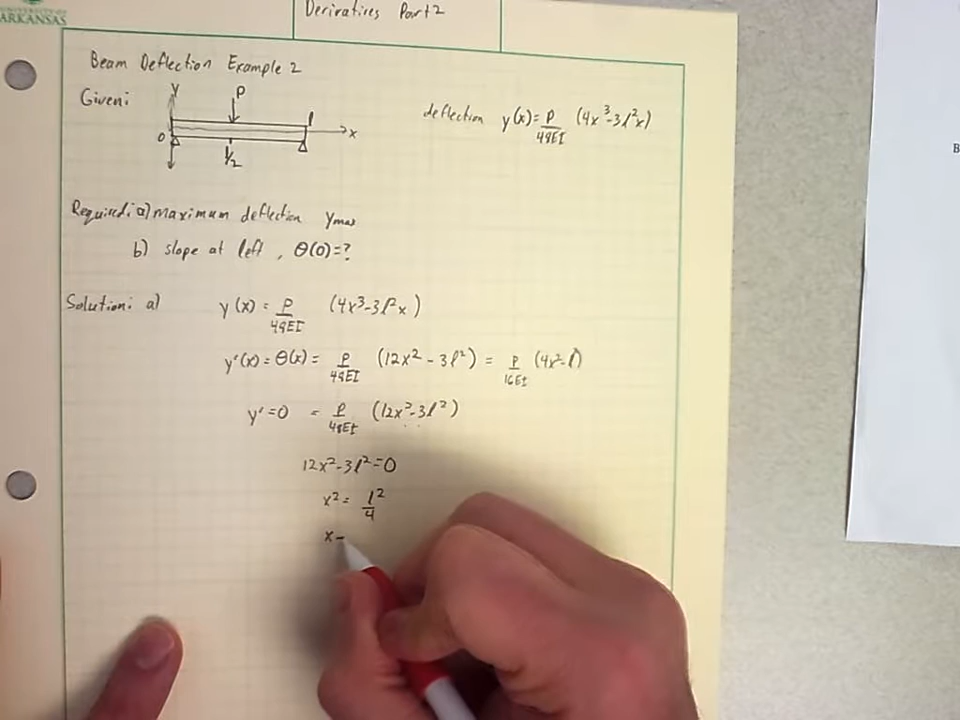 UNIVERSITY OF
ARKANSAS
Derivatives Part 2
Beam Deflection Example 2
Given:
y
P
0
l/2
l
x
deflection y(x) = P/48EI (4x³-3l²x)
Required: a) maximum deflection ymax
b) slope at left, θ(0)=?
Solution: a) y(x) = P/48EI (4x³-3l²x)
y'(x) = θ(x) = P/48EI (12x² - 3l²) = P/16EI (4x²-l)
y' = 0 = P/48EI (12x²-3l²)
12x²-3l²=0
x² = l²/4
x =
B